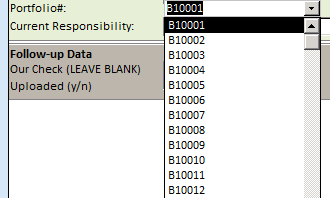 Portfolio#: B10001
Current Responsibility: B10001
B10002
Follow-up Data B10003
Our Check (LEAVE BLANK) B10004
Uploaded (y/n) B10005
B10006
B10007
B10008
B10009
B10010
B10011
B10012